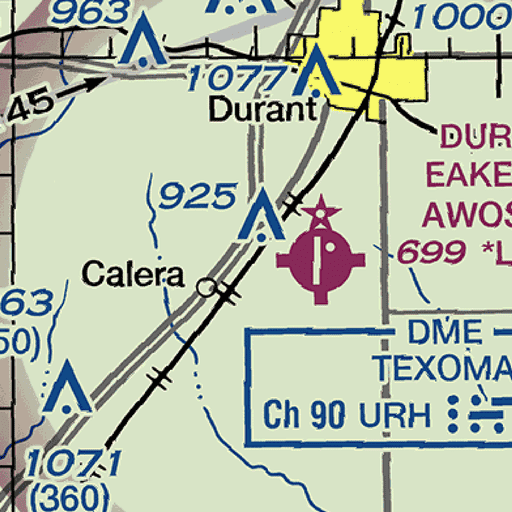 963
1000
1077
Durant
45
DUR
EAKE
AWOS
925
699 *L
Calera
63
50)
DME
TEXOMA
Ch 90 URH
1071
(360)